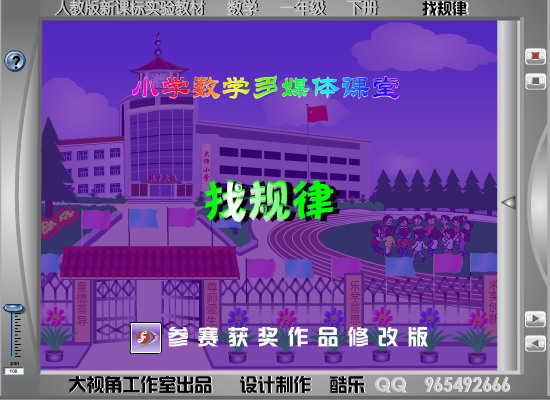 人教版新课标实验教材 数学 一年级 下册 找规律
小学数学多媒体课堂
找规律
参赛获奖作品修改版
大视角工作室出品 设计制作 酷乐 QQ 965492666